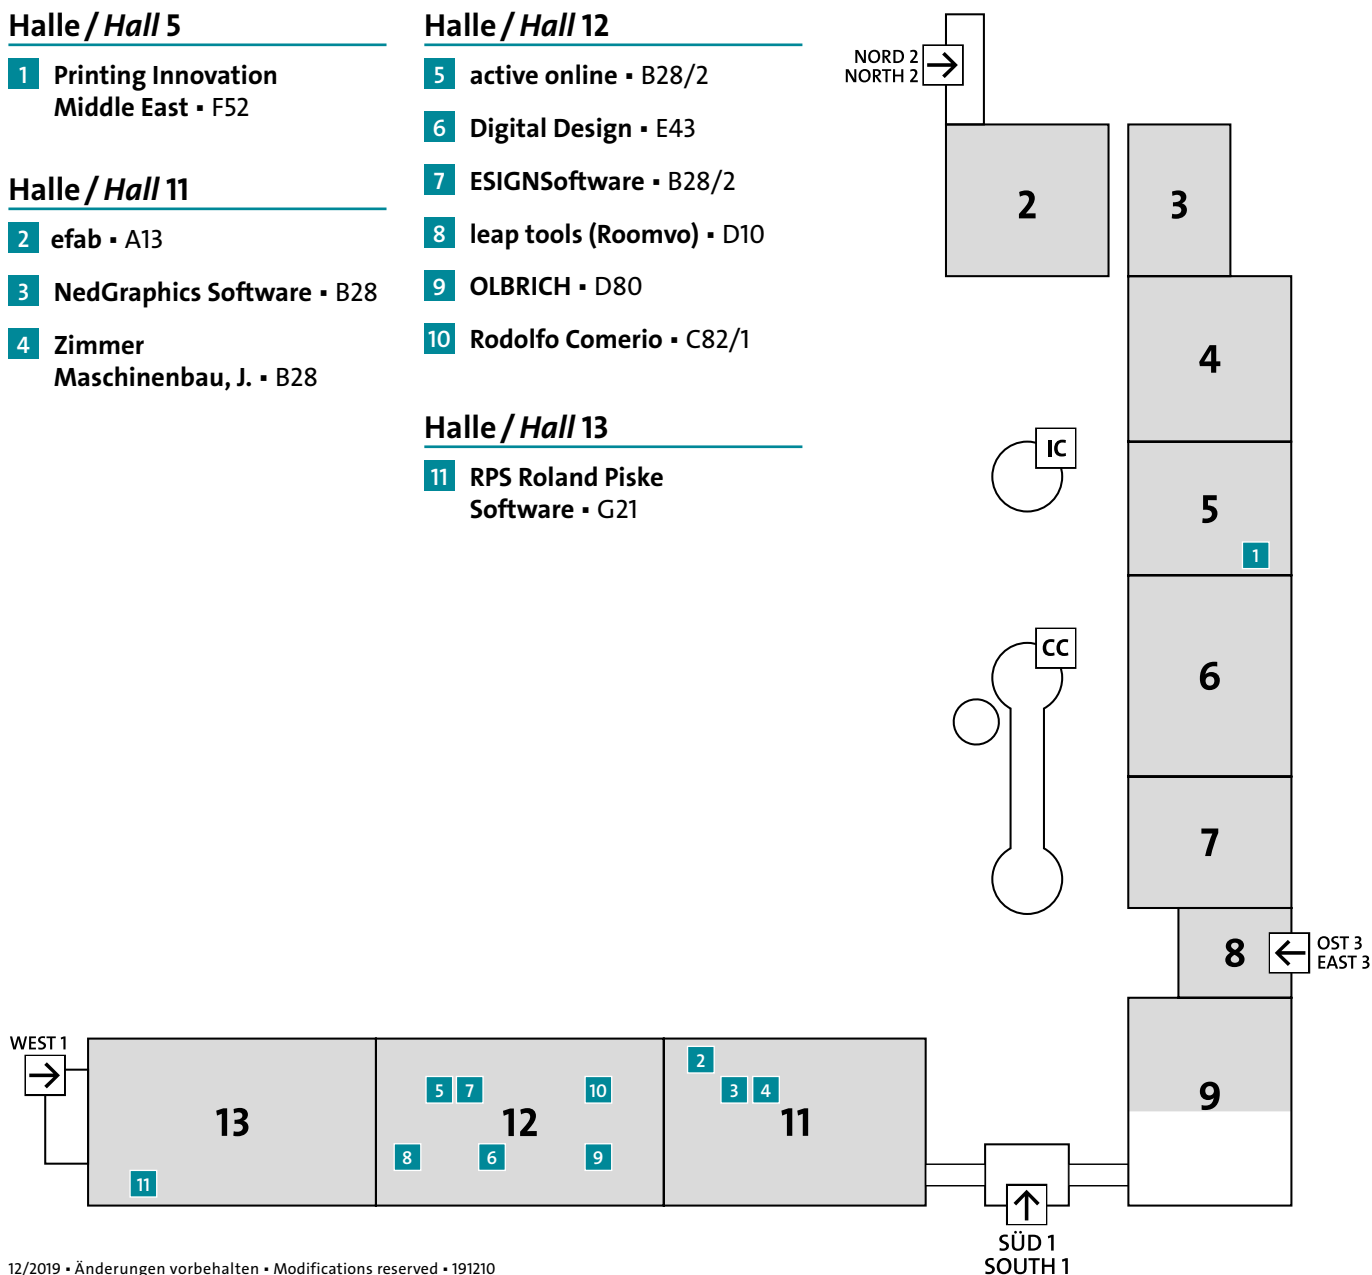 Halle / Hall 5
1 Printing Innovation
Middle East ▪ F52
Halle / Hall 11
2 efab ▪ A13
3 NedGraphics Software ▪ B28
4 Zimmer
Maschinenbau, J. ▪ B28
Halle / Hall 12
5 active online ▪ B28/2
6 Digital Design ▪ E43
7 ESIGNSoftware ▪ B28/2
8 leap tools (Roomvo) ▪ D10
9 OLBRICH ▪ D80
10 Rodolfo Comerio ▪ C82/1
Halle / Hall 13
11 RPS Roland Piske
Software ▪ G21
NORD 2
NORTH 2
2
3
4
IC
5
1
CC
6
7
8
OST 3
EAST 3
9
WEST 1
13
11
5 7 10
12
8 6 9
2
3 4
11
SÜD 1
SOUTH 1
12/2019 ▪ Änderungen vorbehalten ▪ Modifications reserved ▪ 191210